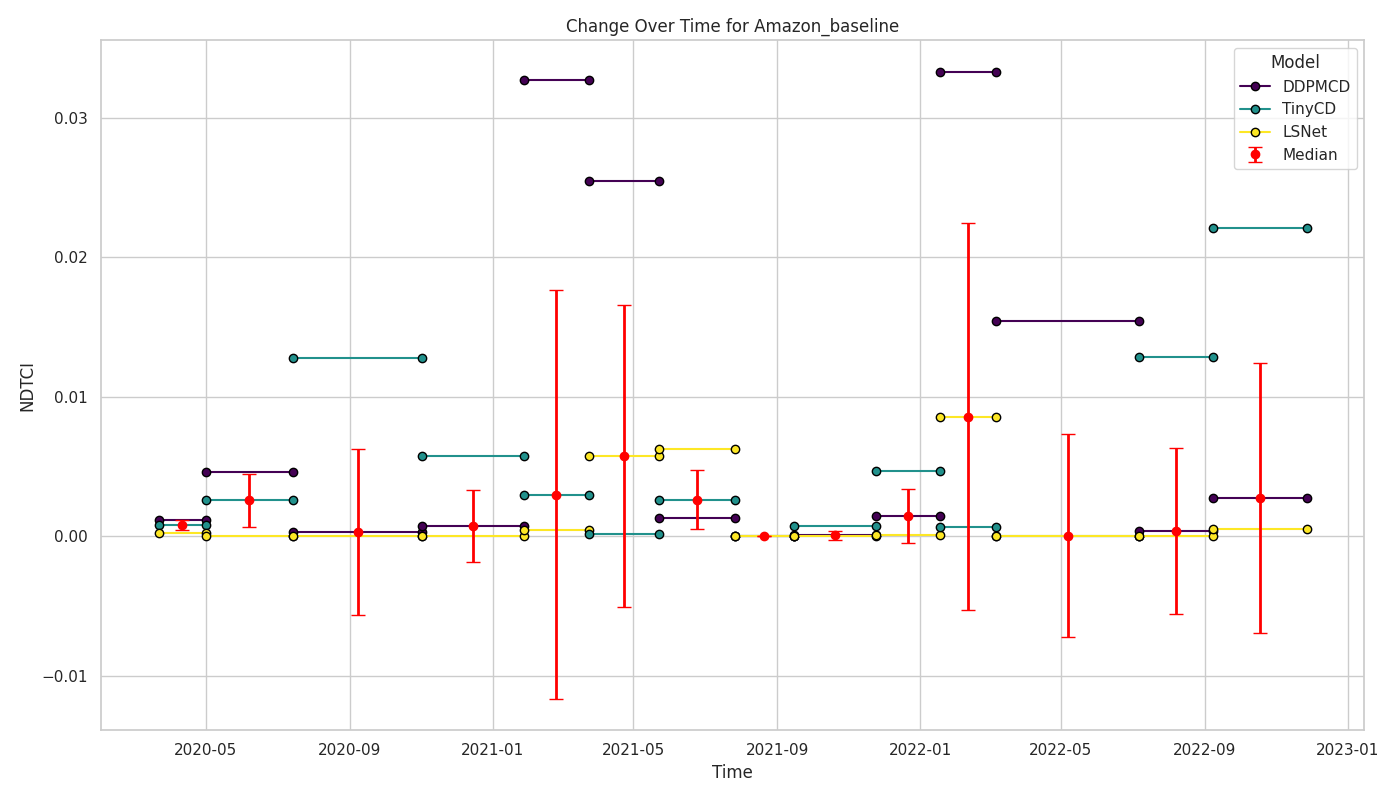 Change Over Time for Amazon_baseline
Model
DDPMCD
TinyCD
LSNet
Median
NDTCI
0.03
0.02
0.01
0.00
−0.01
2020-05
2020-09
2021-01
2021-05
2021-09
2022-01
2022-05
2022-09
2023-01
Time